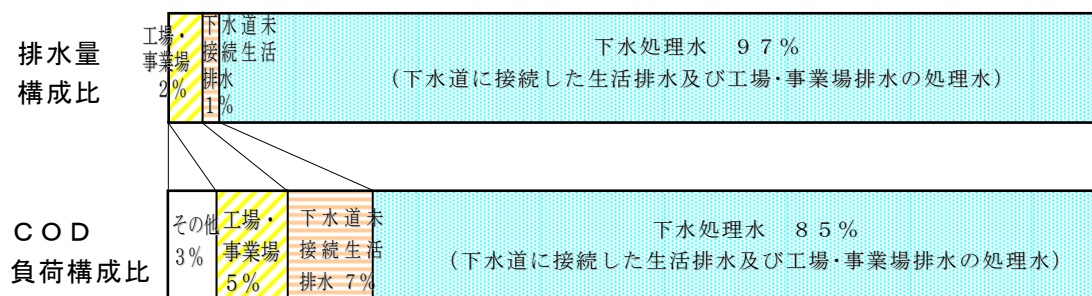 排水量
構成比
工場・
事業場
2%
下水道未
接続生活
排水
1%
下水処理水 97%
(下水道に接続した生活排水及び工場・事業場排水の処理水)
COD
負荷構成比
その他
3%
工場・
事業場
5%
下水道未
接続生活
排水 7%
下水処理水 85%
(下水道に接続した生活排水及び工場・事業場排水の処理水)